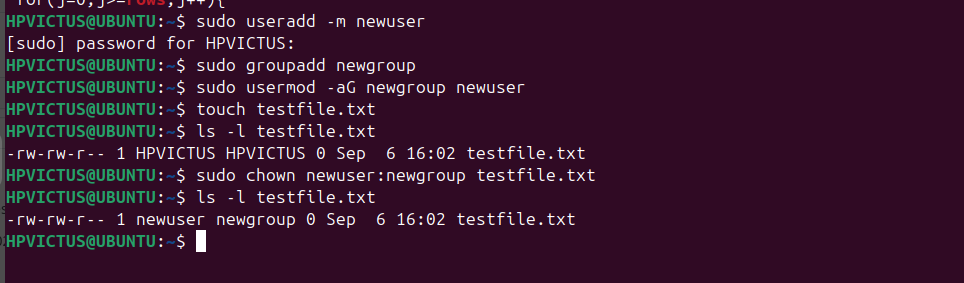 for(j=0;j>=rows;j++){
HPVICTUS@UBUNTU:~$ sudo useradd -m newuser
[sudo] password for HPVICTUS:
HPVICTUS@UBUNTU:~$ sudo groupadd newgroup
HPVICTUS@UBUNTU:~$ sudo usermod -aG newgroup newuser
HPVICTUS@UBUNTU:~$ touch testfile.txt
HPVICTUS@UBUNTU:~$ ls -l testfile.txt
-rw-rw-r-- 1 HPVICTUS HPVICTUS 0 Sep  6 16:02 testfile.txt
HPVICTUS@UBUNTU:~$ sudo chown newuser:newgroup testfile.txt
HPVICTUS@UBUNTU:~$ ls -l testfile.txt
-rw-rw-r-- 1 newuser newgroup 0 Sep  6 16:02 testfile.txt
HPVICTUS@UBUNTU:~$